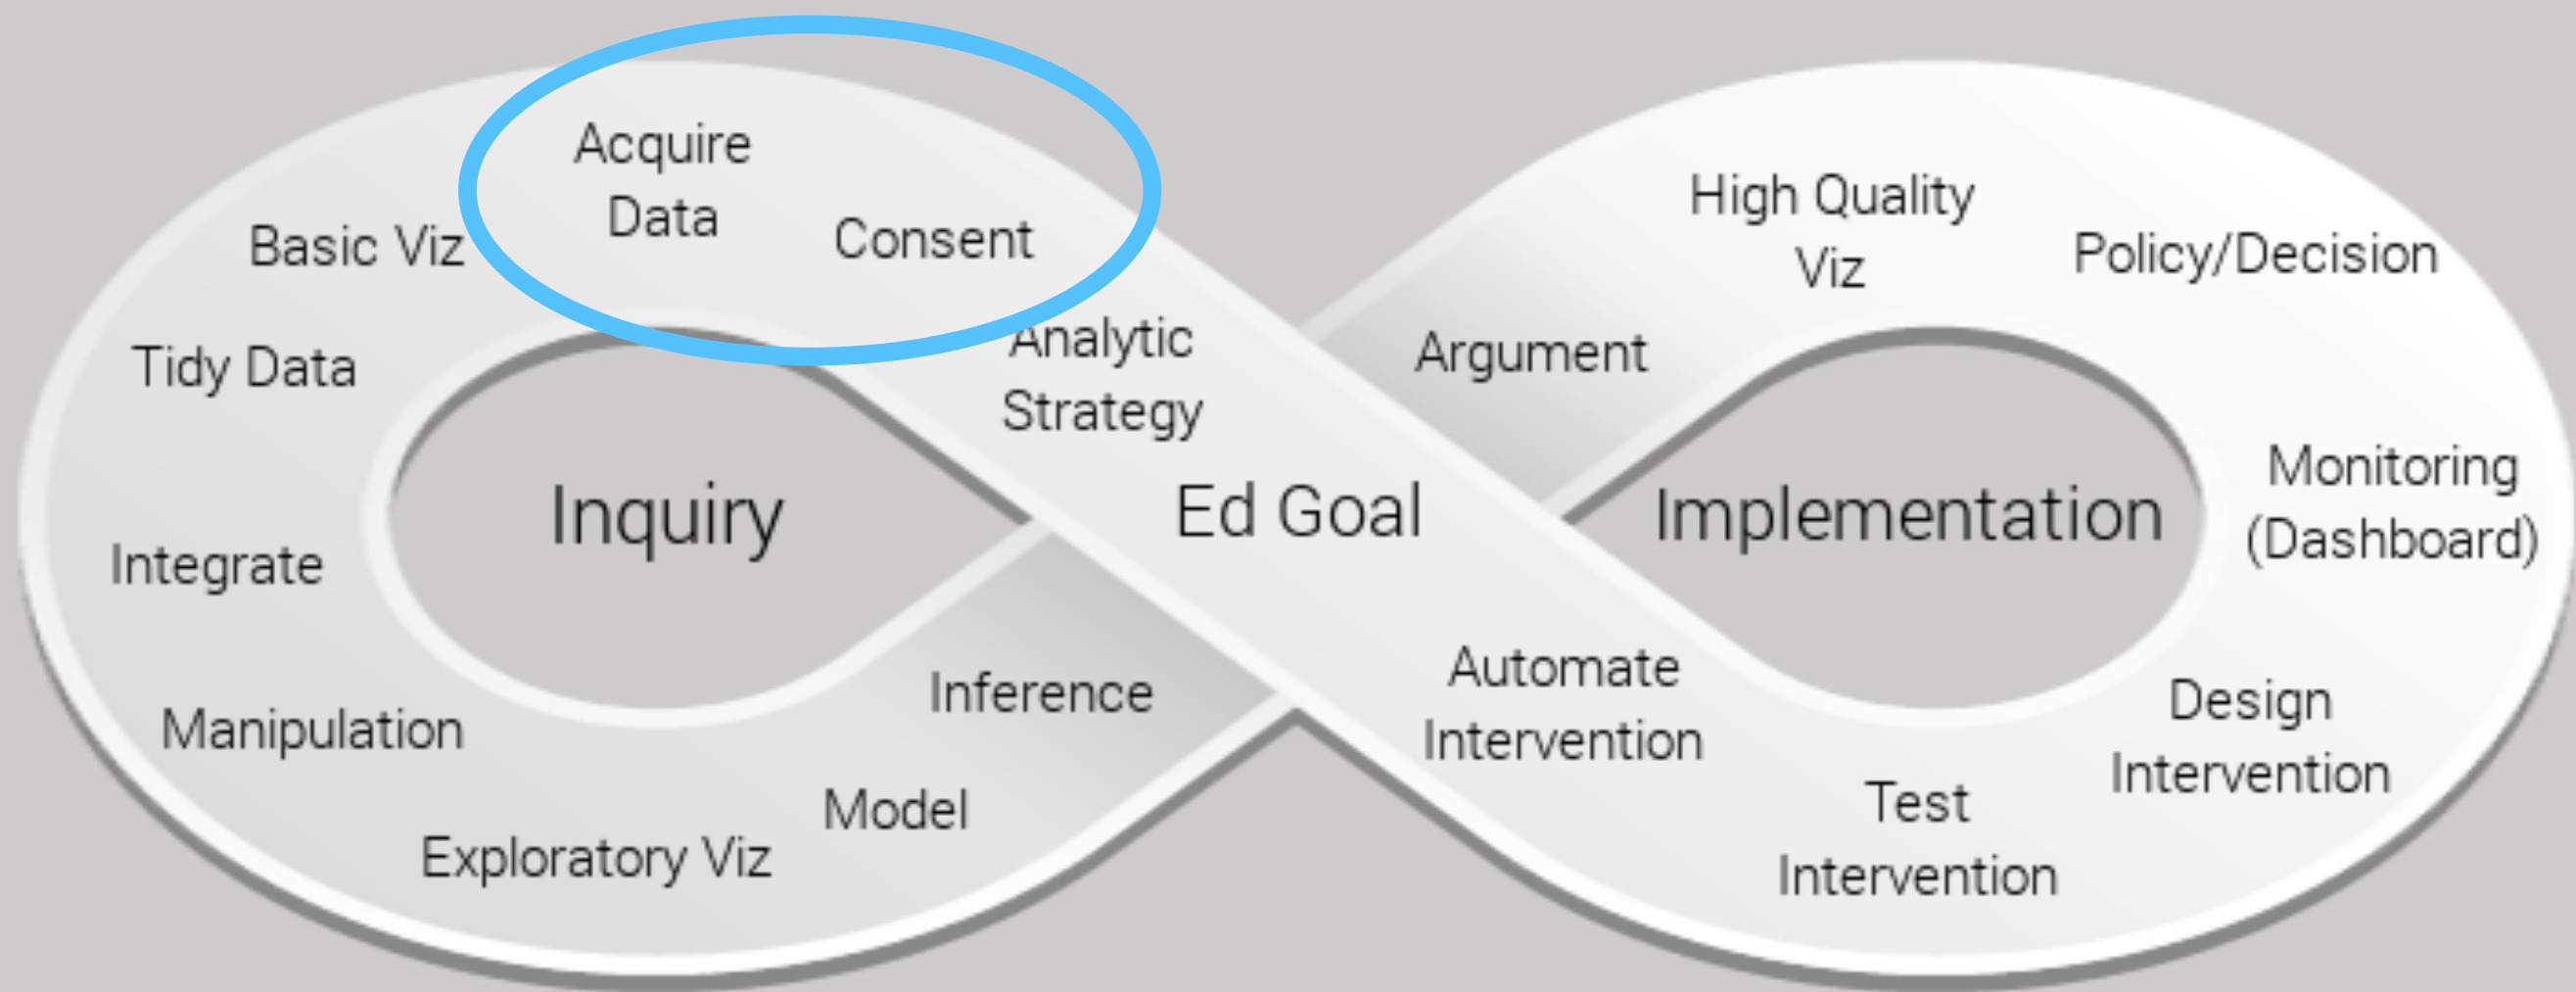 Acquire
Data
Consent
Basic Viz
Tidy Data
Integrate
Manipulation
Exploratory Viz
Model
Inference
Analytic
Strategy
Inquiry
Ed Goal
Implementation
Argument
High Quality
Viz
Policy/Decision
Monitoring
(Dashboard)
Design
Intervention
Test
Intervention
Automate
Intervention